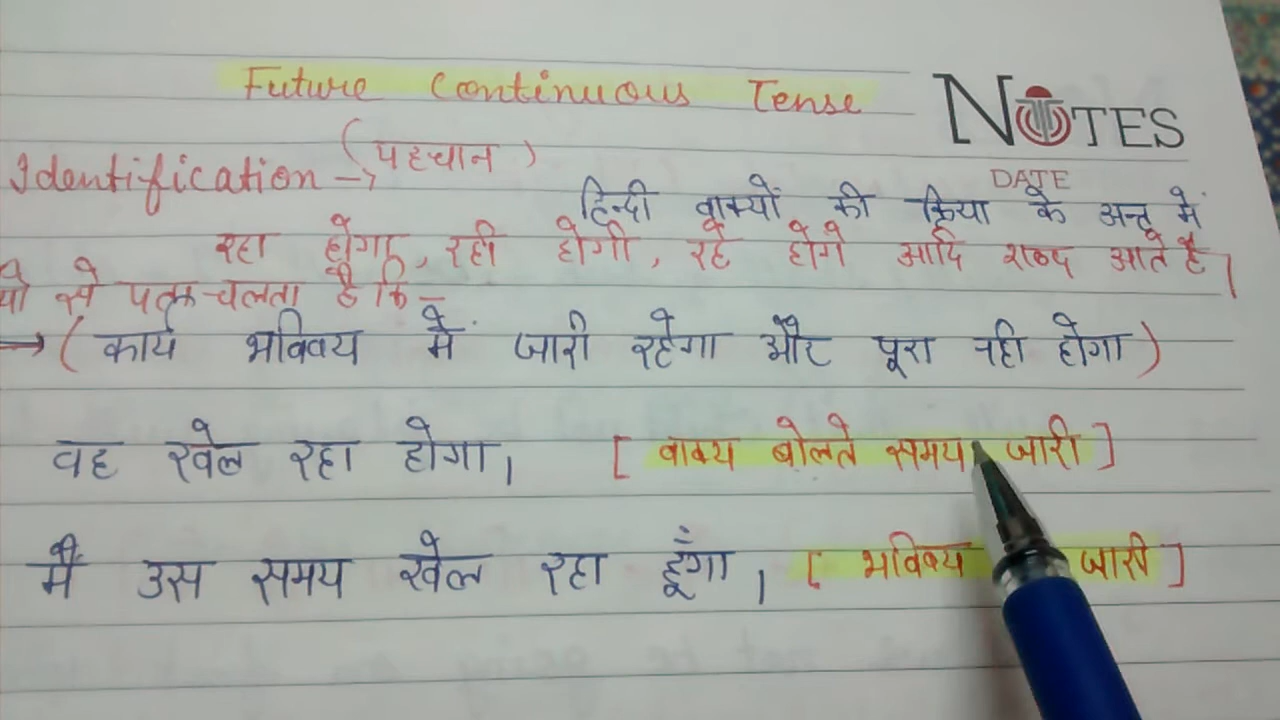 Future Continuous Tense
NOTES
DATE
Identification → (पहचान)
हिन्दी वाक्यों की क्रिया के अन्त में
रहा होगा, रही होगी, रहे होगे आदि शब्द आते है।
से पता चलता है कि –
→ ( कार्य भविष्य में जारी रहेगा और पूरा नही होगा )
वह खेल रहा होगा। [ वाक्य बोलते समय जारी ]
मैं उस समय खेल रहा हूँगा। [ भविष्य जारी ]